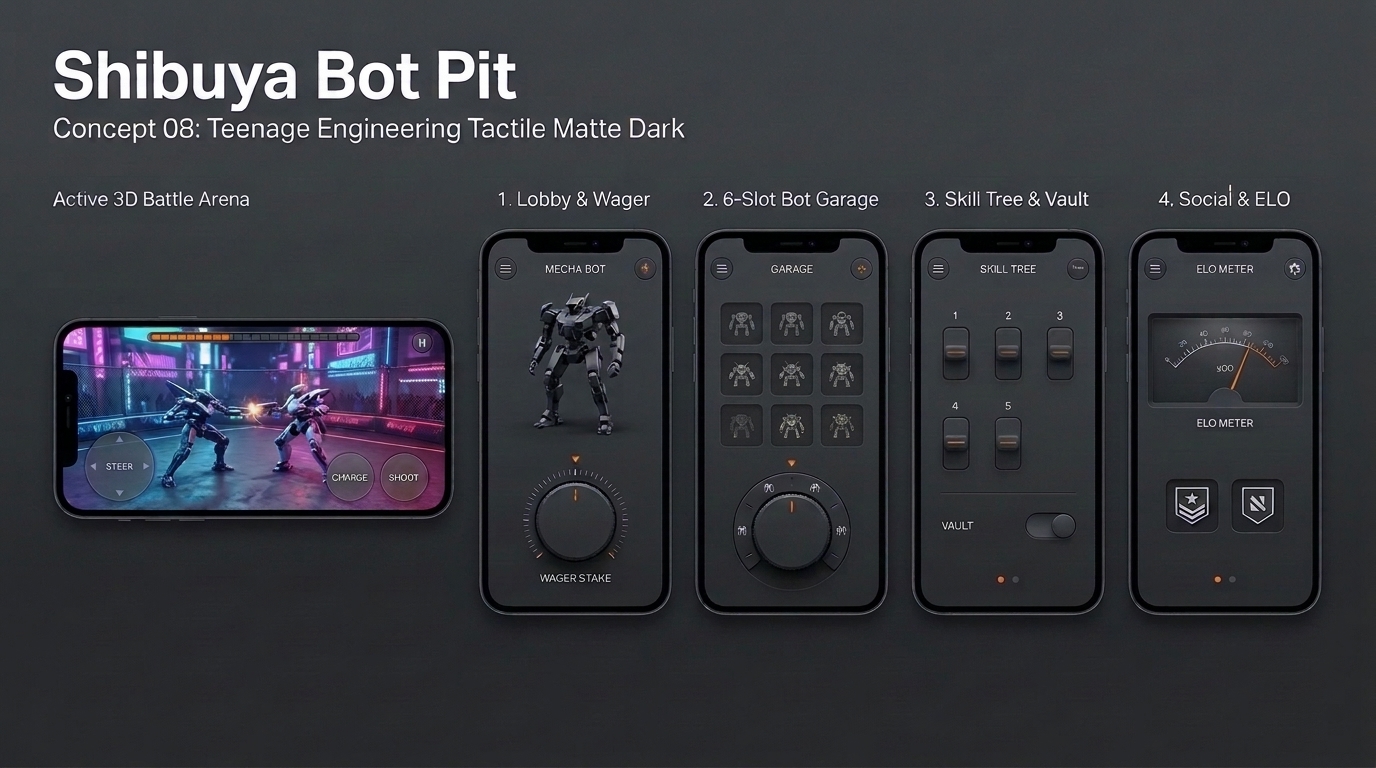 Shibuya Bot Pit
Concept 08: Teenage Engineering Tactile Matte Dark
Active 3D Battle Arena
H
STEER
CHARGE
SHOOT
1. Lobby & Wager
MECHA BOT
WAGER STAKE
2. 6-Slot Bot Garage
GARAGE
3. Skill Tree & Vault
SKILL TREE
1 2 3
4 5
VAULT
4. Social & ELO
ELO METER
ELO METER